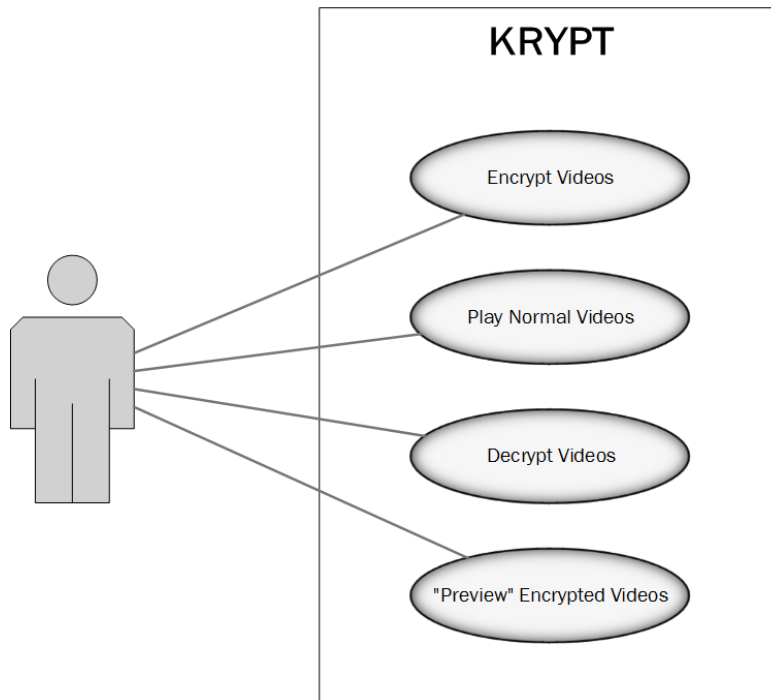 KRYPT
Encrypt Videos
Play Normal Videos
Decrypt Videos
"Preview" Encrypted Videos